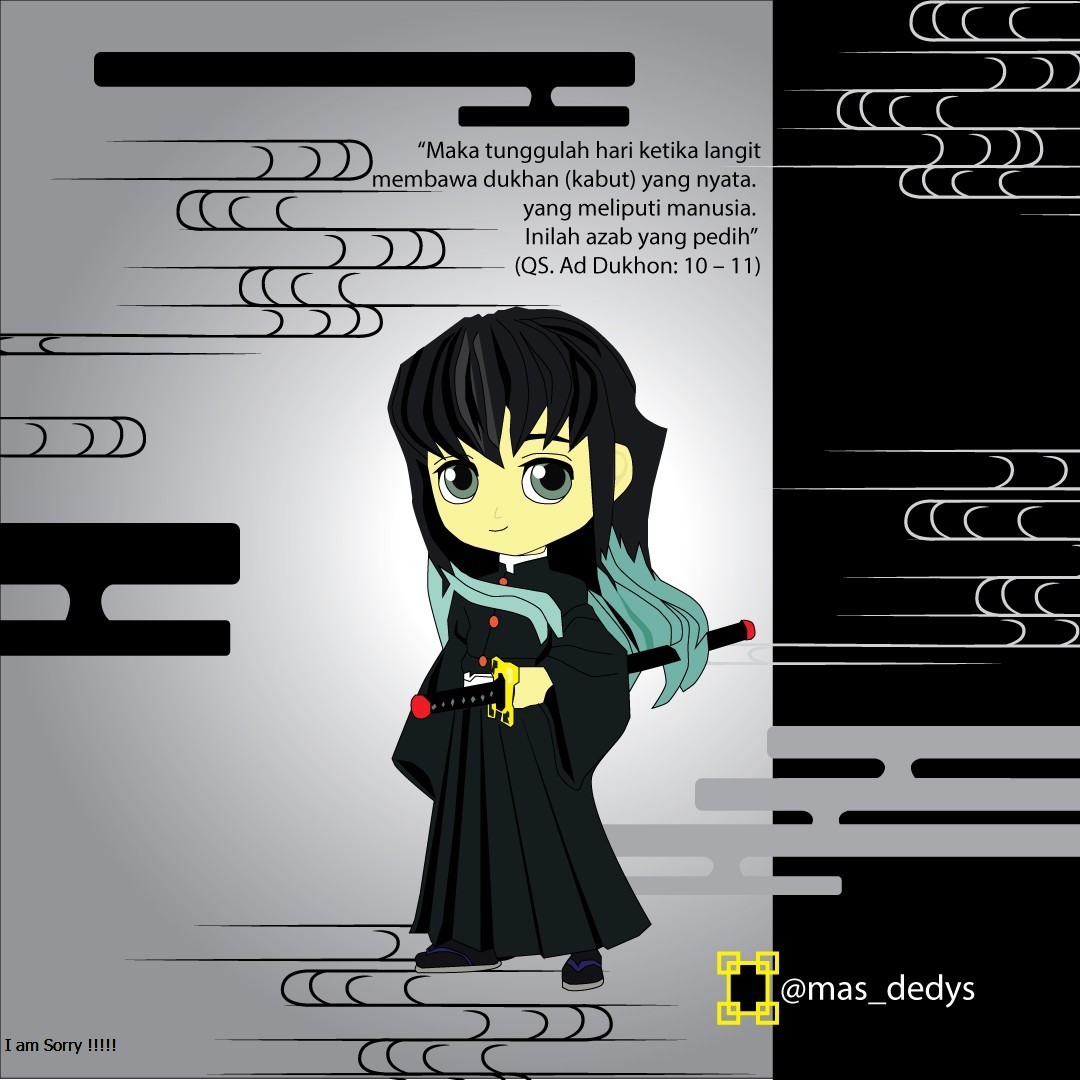 “Maka tunggulah hari ketika langit
membawa dukhan (kabut) yang nyata.
yang meliputi manusia.
Inilah azab yang pedih”
(QS. Ad Dukhon: 10 – 11)
@mas_dedys
I am Sorry !!!!!